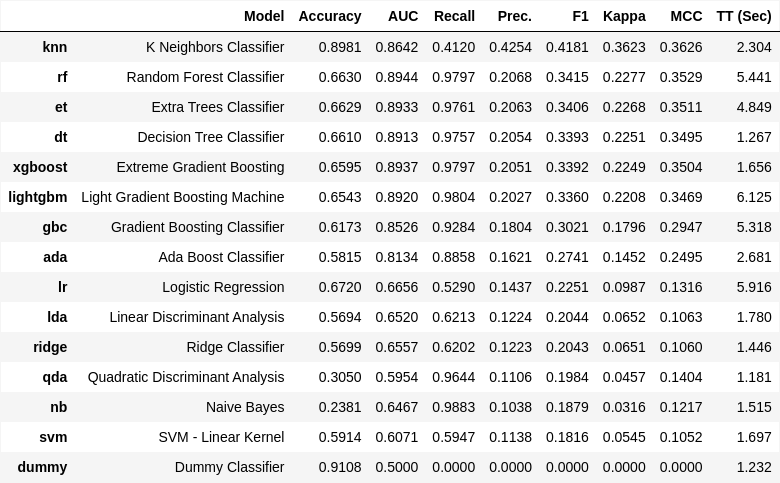 Model Accuracy AUC Recall Prec. F1 Kappa MCC TT (Sec)
knn K Neighbors Classifier 0.8981 0.8642 0.4120 0.4254 0.4181 0.3623 0.3626 2.304
rf Random Forest Classifier 0.6630 0.8944 0.9797 0.2068 0.3415 0.2277 0.3529 5.441
et Extra Trees Classifier 0.6629 0.8933 0.9761 0.2063 0.3406 0.2268 0.3511 4.849
dt Decision Tree Classifier 0.6610 0.8913 0.9757 0.2054 0.3393 0.2251 0.3495 1.267
xgboost Extreme Gradient Boosting 0.6595 0.8937 0.9797 0.2051 0.3392 0.2249 0.3504 1.656
lightgbm Light Gradient Boosting Machine 0.6543 0.8920 0.9804 0.2027 0.3360 0.2208 0.3469 6.125
gbc Gradient Boosting Classifier 0.6173 0.8526 0.9284 0.1804 0.3021 0.1796 0.2947 5.318
ada Ada Boost Classifier 0.5815 0.8134 0.8858 0.1621 0.2741 0.1452 0.2495 2.681
lr Logistic Regression 0.6720 0.6656 0.5290 0.1437 0.2251 0.0987 0.1316 5.916
lda Linear Discriminant Analysis 0.5694 0.6520 0.6213 0.1224 0.2044 0.0652 0.1063 1.780
ridge Ridge Classifier 0.5699 0.6557 0.6202 0.1223 0.2043 0.0651 0.1060 1.446
qda Quadratic Discriminant Analysis 0.3050 0.5954 0.9644 0.1106 0.1984 0.0457 0.1404 1.181
nb Naive Bayes 0.2381 0.6467 0.9883 0.1038 0.1879 0.0316 0.1217 1.515
svm SVM - Linear Kernel 0.5914 0.6071 0.5947 0.1138 0.1816 0.0545 0.1052 1.697
dummy Dummy Classifier 0.9108 0.5000 0.0000 0.0000 0.0000 0.0000 0.0000 1.232